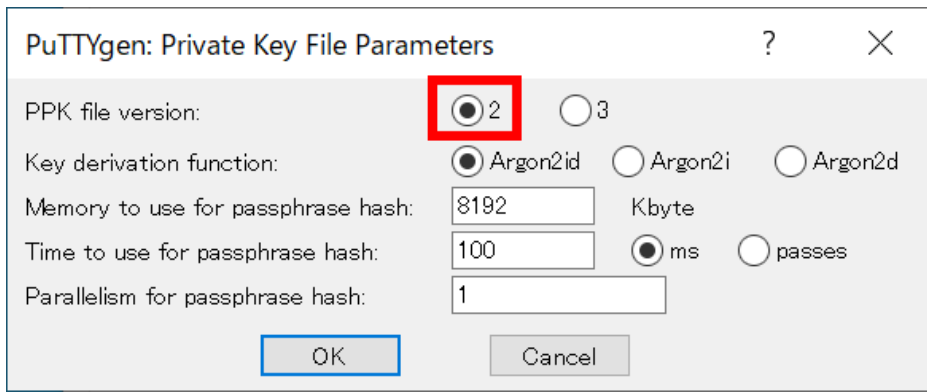 PuTTYgen: Private Key File Parameters ?
PPK file version: 2 3
Key derivation function: Argon2id Argon2i Argon2d
Memory to use for passphrase hash: 8192 Kbyte
Time to use for passphrase hash: 100 ms passes
Parallelism for passphrase hash: 1
OK Cancel